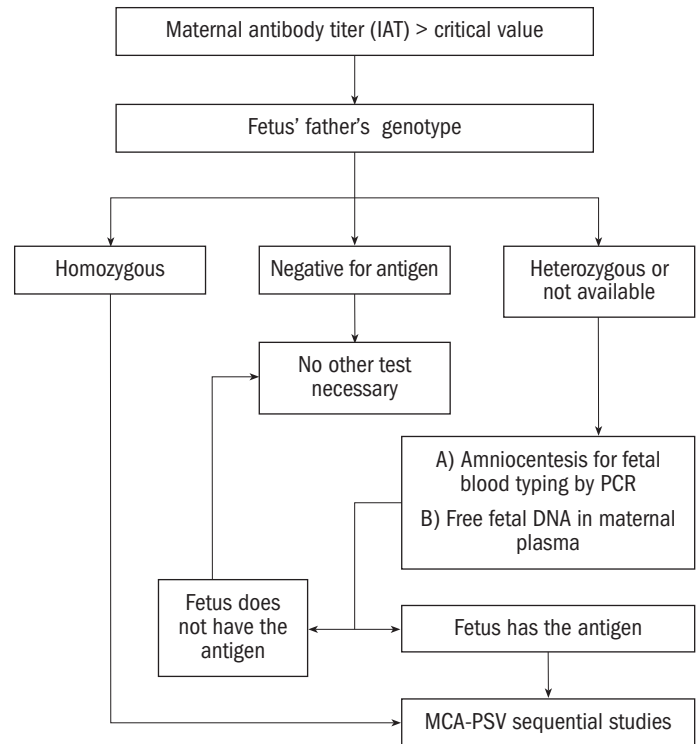 Maternal antibody titer (IAT) > critical value
Fetus’ father’s genotype
Homozygous
Negative for antigen
Heterozygous or
not available
No other test
necessary
A) Amniocentesis for fetal
blood typing by PCR
B) Free fetal DNA in maternal
plasma
Fetus does
not have the
antigen
Fetus has the antigen
MCA-PSV sequential studies